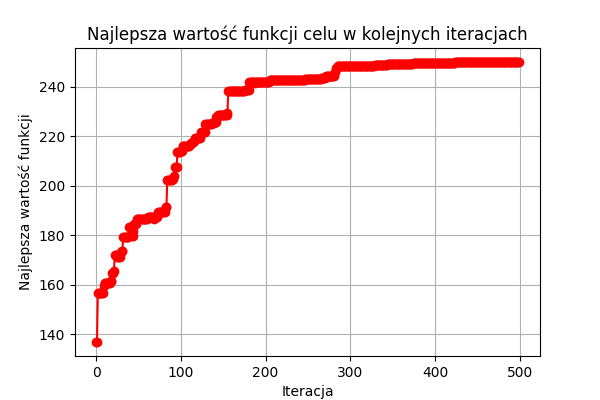 Najlepsza wartość funkcji celu w kolejnych iteracjach
Najlepsza wartość funkcji
240
220
200
180
160
140
0 100 200 300 400 500
Iteracja